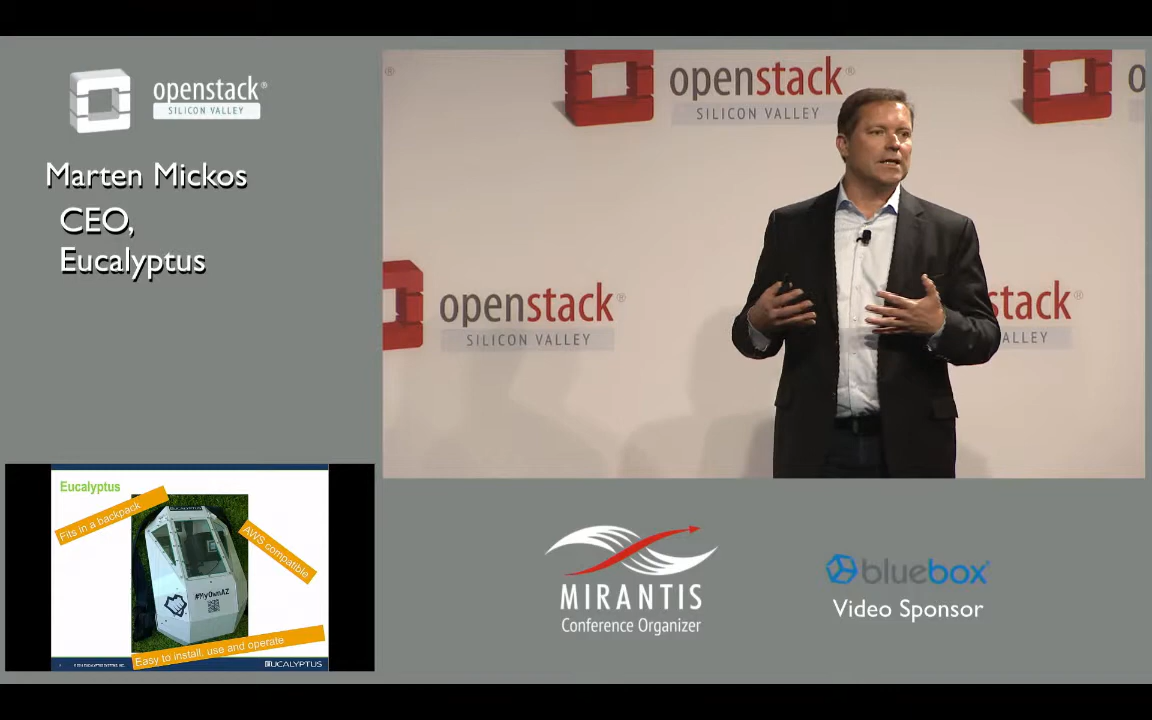 openstack®
SILICON VALLEY
Marten Mickos
CEO,
Eucalyptus
openstack®
SILICON VALLEY
openstack®
SILICON VALLEY
stack®
ALLEY
Eucalyptus
Fits in a backpack
AWS compatible
#MyOwnAZ
Easy to install, use and operate
EUCALYPTUS
MIRANTIS
Conference Organizer
bluebox
Video Sponsor